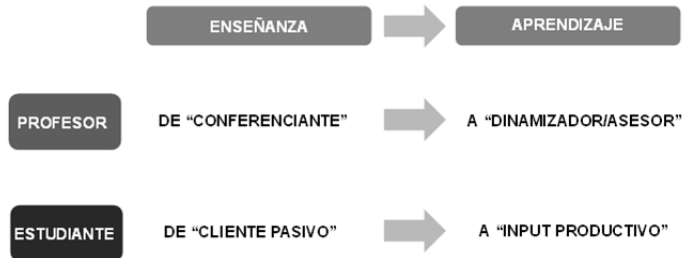 ENSEÑANZA APRENDIZAJE
PROFESOR DE “CONFERENCIANTE” A “DINAMIZADOR/ASESOR”
ESTUDIANTE DE “CLIENTE PASIVO” A “INPUT PRODUCTIVO”